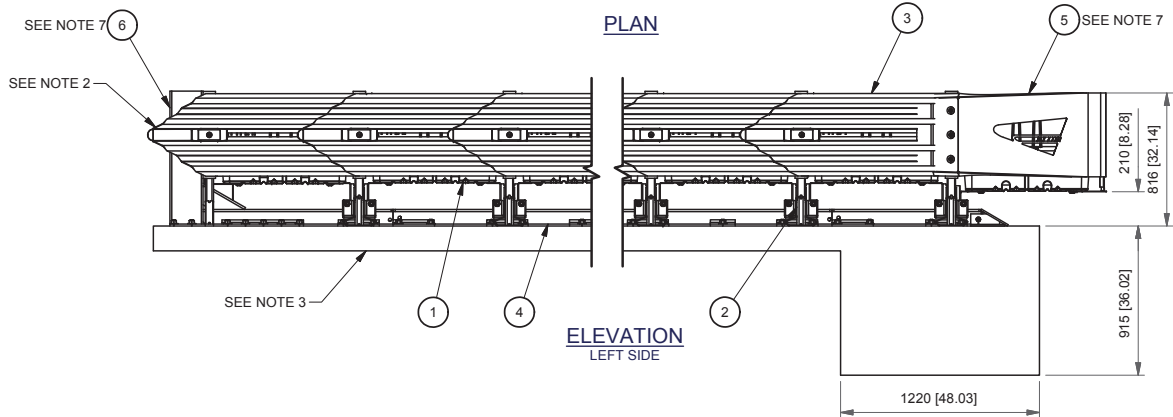 SEE NOTE 7 6
PLAN
3
5 SEE NOTE 7
SEE NOTE 2
210 [8.28]
816 [32.14]
SEE NOTE 3
1
4
2
915 [36.02]
ELEVATION
LEFT SIDE
1220 [48.03]